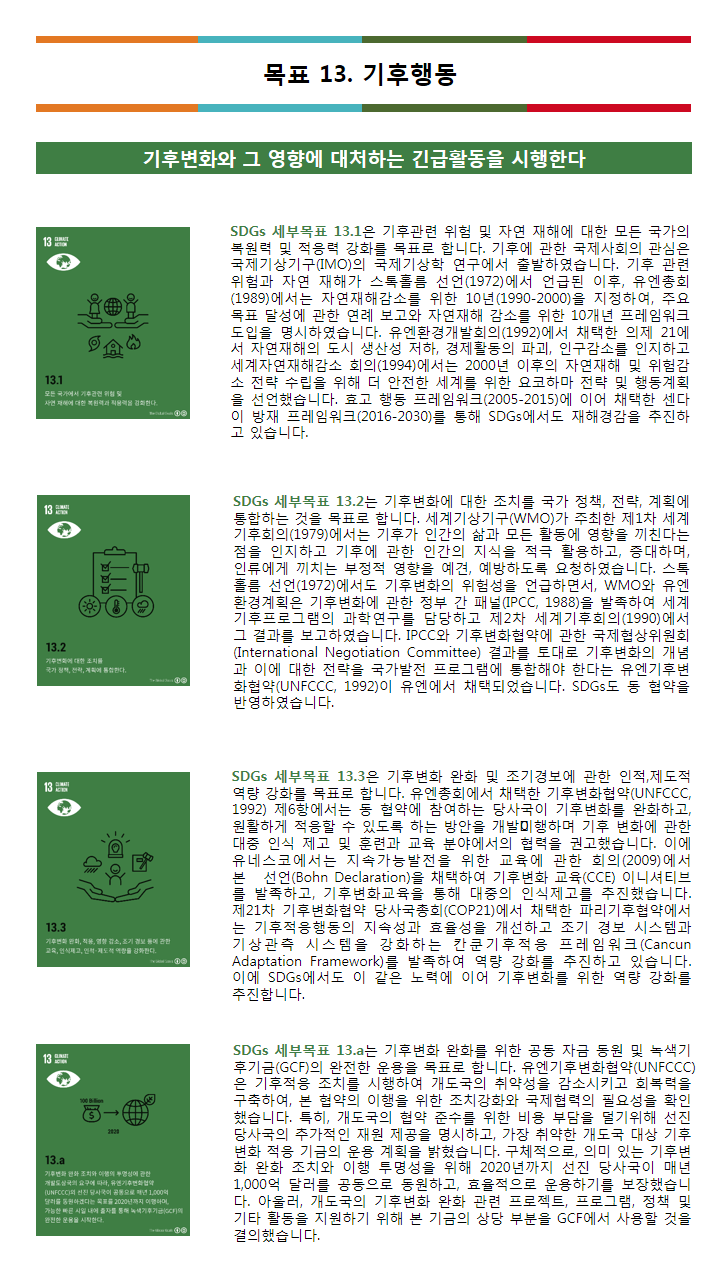 목표 13. 기후행동
기후변화와 그 영향에 대처하는 긴급활동을 시행한다
13 CLIMATE
ACTION
13.1
모든 국가에서 기후관련 위험 및
자연 재해에 대한 복원력과 적응력을 강화한다.
SDGs 세부목표 13.1은 기후관련 위험 및 자연 재해에 대한 모든 국가의
복원력 및 적응력 강화를 목표로 합니다. 기후에 관한 국제사회의 관심은
국제기상기구(IMO)의 국제기상학 연구에서 출발하였습니다. 기후 관련
위험과 자연 재해가 스톡홀름 선언(1972)에서 언급된 이후, 유엔총회
(1989)에서는 자연재해감소를 위한 10년(1990-2000)을 지정하여, 주요
목표 달성에 관한 연례 보고와 자연재해 감소를 위한 10개년 프레임워크
도입을 명시하였습니다. 유엔환경개발회의(1992)에서 채택한 의제 21에
서 자연재해의 도시 생산성 저하, 경제활동의 파괴, 인구감소를 인지하고
세계자연재해감소 회의(1994)에서는 2000년 이후의 자연재해 및 위험감
소 전략 수립을 위해 더 안전한 세계를 위한 요코하마 전략 및 행동계획
을 선언했습니다. 효고 행동 프레임워크(2005-2015)에 이어 채택한 센다
이 방재 프레임워크(2016-2030)를 통해 SDGs에서도 재해경감을 추진하
고 있습니다.
13 CLIMATE
ACTION
13.2
기후변화에 대한 조치를
국가 정책, 전략, 계획에 통합한다.
SDGs 세부목표 13.2는 기후변화에 대한 조치를 국가 정책, 전략, 계획에
통합하는 것을 목표로 합니다. 세계기상기구(WMO)가 주최한 제1차 세계
기후회의(1979)에서는 기후가 인간의 삶과 모든 활동에 영향을 끼친다는
점을 인지하고 기후에 관한 인간의 지식을 적극 활용하고, 증대하며,
인류에게 끼치는 부정적 영향을 예견, 예방하도록 요청하였습니다. 스톡
홀름 선언(1972)에서도 기후변화의 위험성을 언급하면서, WMO와 유엔
환경계획은 기후변화에 관한 정부 간 패널(IPCC, 1988)을 발족하여 세계
기후프로그램의 과학연구를 담당하고 제2차 세계기후회의(1990)에서
그 결과를 보고하였습니다. IPCC와 기후변화협약에 관한 국제협상위원회
(International Negotiation Committee) 결과를 토대로 기후변화의 개념
과 이에 대한 전략을 국가발전 프로그램에 통합해야 한다는 유엔기후변
화협약(UNFCCC, 1992)이 유엔에서 채택되었습니다. SDGs도 동 협약을
반영하였습니다.
13 CLIMATE
ACTION
13.3
기후변화 완화, 적응, 영향 감소, 조기 경보 등에 관한
교육, 인식제고, 인적·제도적 역량을 강화한다.
SDGs 세부목표 13.3은 기후변화 완화 및 조기경보에 관한 인적,제도적
역량 강화를 목표로 합니다. 유엔총회에서 채택한 기후변화협약(UNFCCC,
1992) 제6항에서는 동 협약에 참여하는 당사국이 기후변화를 완화하고,
원활하게 적응할 수 있도록 하는 방안을 개발이행하며 기후 변화에 관한
대중 인식 제고 및 훈련과 교육 분야에서의 협력을 권고했습니다. 이에
유네스코에서는 지속가능발전을 위한 교육에 관한 회의(2009)에서
본 선언(Bohn Declaration)을 채택하여 기후변화 교육(CCE) 이니셔티브
를 발족하고, 기후변화교육을 통해 대중의 인식제고를 추진했습니다.
제21차 기후변화협약 당사국총회(COP21)에서 채택한 파리기후협약에서
는 기후적응행동의 지속성과 효율성을 개선하고 조기 경보 시스템과
기상관측 시스템을 강화하는 칸쿤기후적응 프레임워크(Cancun
Adaptation Framework)를 발족하여 역량 강화를 추진하고 있습니다.
이에 SDGs에서도 이 같은 노력에 이어 기후변화를 위한 역량 강화를
추진합니다.
13 CLIMATE
ACTION
100 Billion
2020
13.a
기후변화 완화 조치와 이행의 투명성에 관한
개발도상국의 요구에 따라, 유엔기후변화협약
(UNFCCC)의 선진 당사국이 공동으로 매년 1,000억
달러를 동원하겠다는 목표를 2020년까지 이행하며,
가능한 빠른 시일 내에 출자를 통해 녹색기후기금(GCF)의
완전한 운용을 시작한다.
SDGs 세부목표 13.a는 기후변화 완화를 위한 공동 자금 동원 및 녹색기
후기금(GCF)의 완전한 운용을 목표로 합니다. 유엔기후변화협약(UNFCCC)
은 기후적응 조치를 시행하여 개도국의 취약성을 감소시키고 회복력을
구축하여, 본 협약의 이행을 위한 조치강화와 국제협력의 필요성을 확인
했습니다. 특히, 개도국의 협약 준수를 위한 비용 부담을 덜기위해 선진
당사국의 추가적인 재원 제공을 명시하고, 가장 취약한 개도국 대상 기후
변화 적응 기금의 운용 계획을 밝혔습니다. 구체적으로, 의미 있는 기후변
화 완화 조치와 이행 투명성을 위해 2020년까지 선진 당사국이 매년
1,000억 달러를 공동으로 동원하고, 효율적으로 운용하기를 보장했습니
다. 아울러, 개도국의 기후변화 완화 관련 프로젝트, 프로그램, 정책 및
기타 활동을 지원하기 위해 본 기금의 상당 부분을 GCF에서 사용할 것을
결의했습니다.